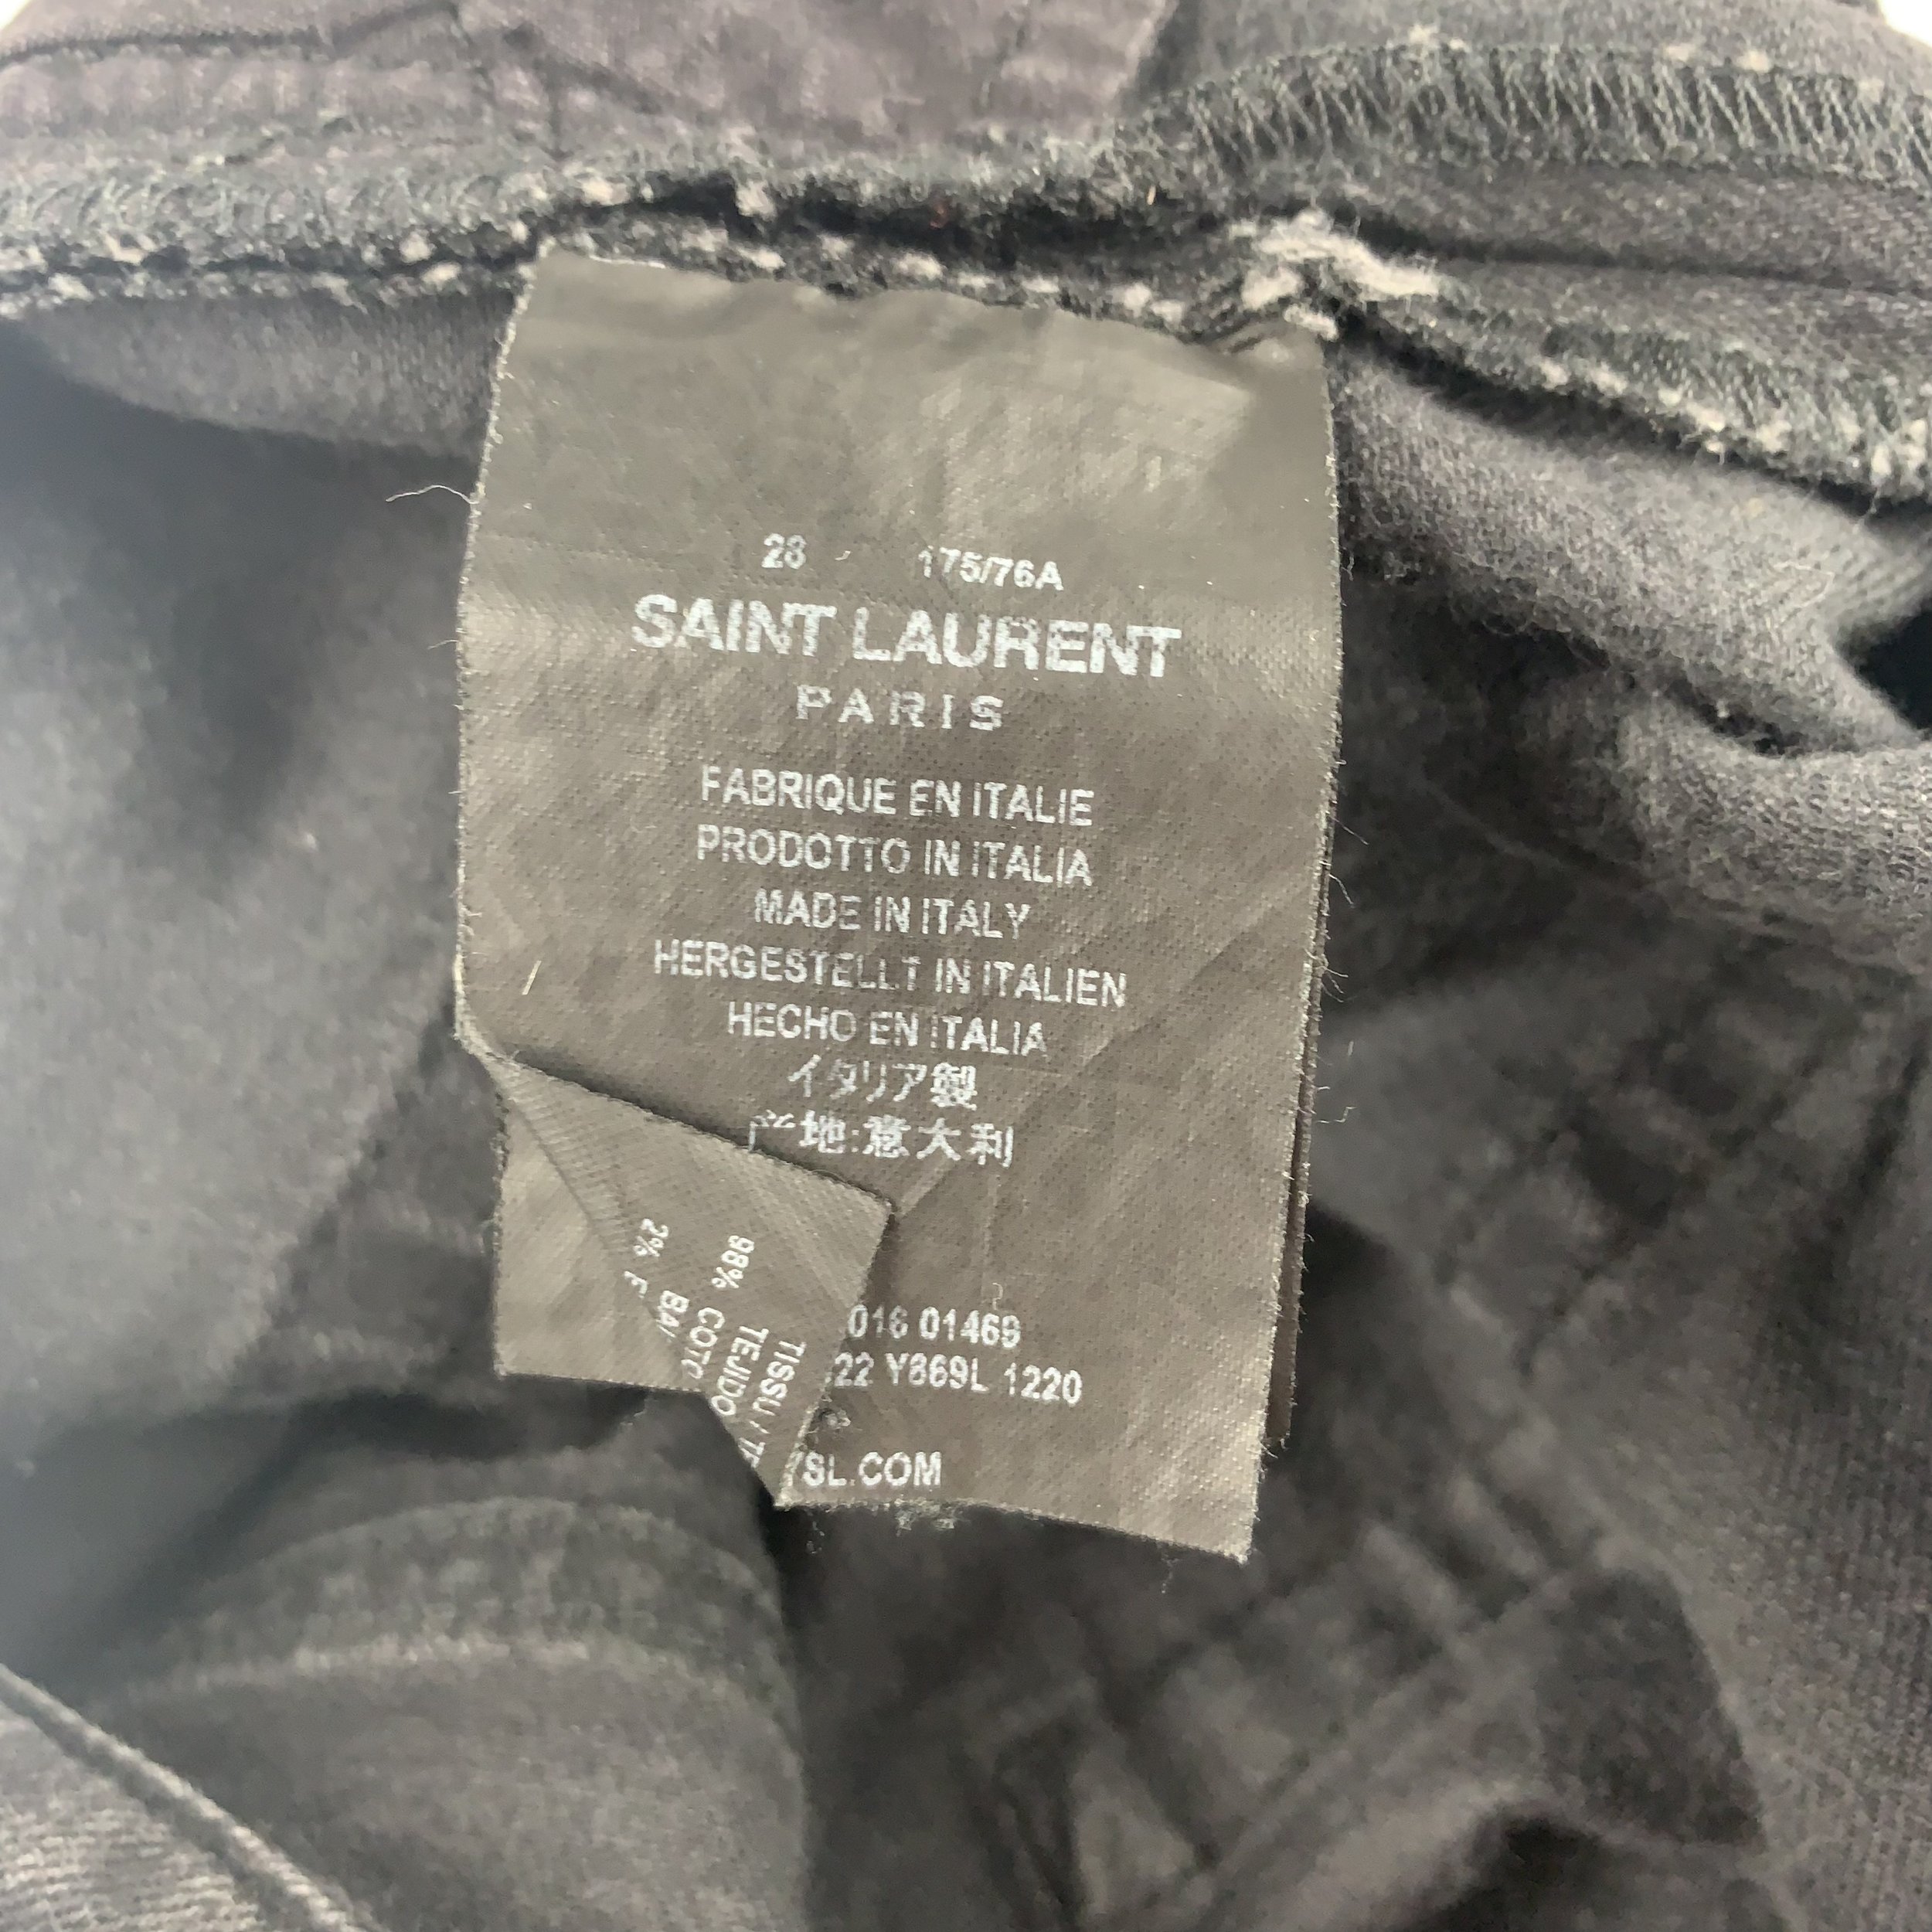 28 175/76A
SAINT LAURENT
PARIS
FABRIQUE EN ITALIE
PRODOTTO IN ITALIA
MADE IN ITALY
HERGESTELLT IN ITALIEN
HECHO EN ITALIA
イタリア製
产地:意大利
016 01469
22 Y869L 1220
YSL.COM
TISSU /
TEJIDO
98% COTO
2%